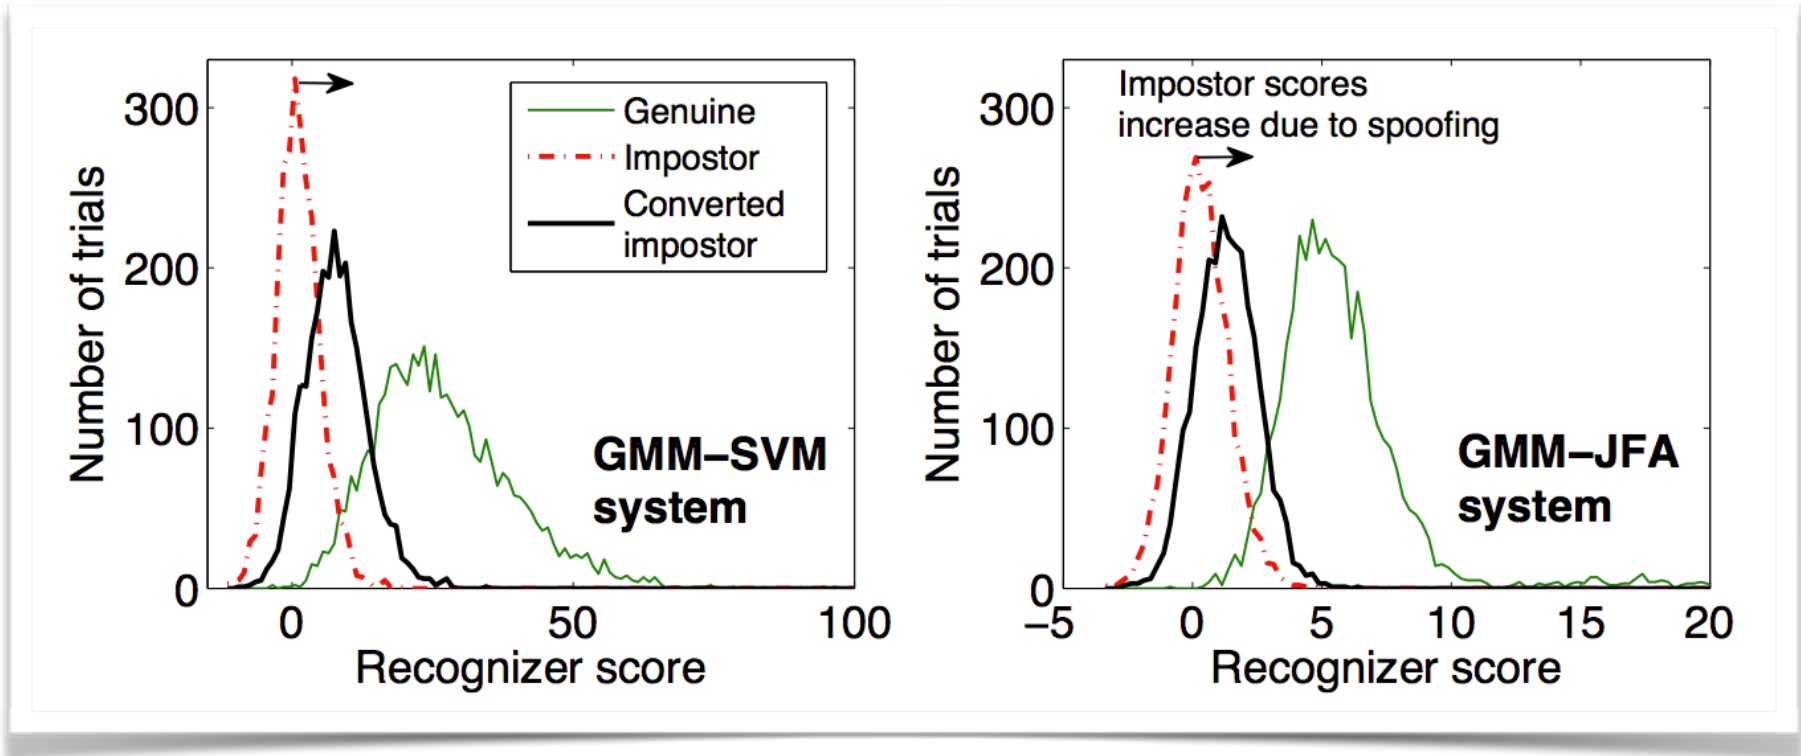 300
200
100
0
Number of trials
0 50 100
Recognizer score
Genuine
Impostor
Converted
impostor
GMM–SVM
system
Impostor scores
increase due to spoofing
300
200
100
0
Number of trials
−5 0 5 10 15 20
Recognizer score
GMM–JFA
system